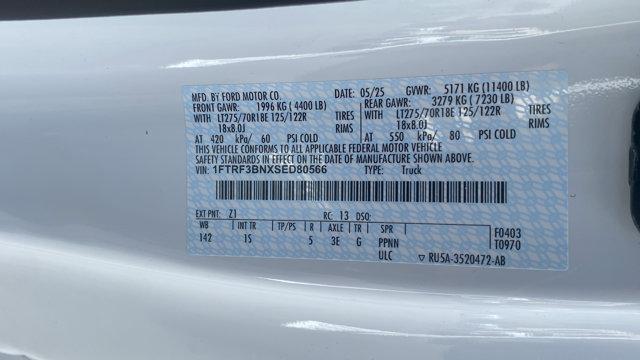 MFD. BY FORD MOTOR CO. DATE: 05/25 GVWR: 5171 KG (11400 LB)
FRONT GAWR: 1996 KG (4400 LB) REAR GAWR: 3279 KG (7230 LB)
WITH LT275/70R18E 125/122R TIRES WITH LT275/70R18E 125/122R TIRES
18x8.0J RIMS 18x8.0J RIMS
AT 420 kPa/ 60 PSI COLD AT 550 kPa/ 80 PSI COLD
THIS VEHICLE CONFORMS TO ALL APPLICABLE FEDERAL MOTOR VEHICLE
SAFETY STANDARDS IN EFFECT ON THE DATE OF MANUFACTURE SHOWN ABOVE.
VIN: 1FTRF3BNXSED80566 TYPE: Truck
EXT PNT: Z1 RC: 13 DSO: F0403
WB INT TR TP/PS R AXLE TR SPR T0970
142 1S 5 3E G PPNN
ULC ▽ RU5A-3520472-AB